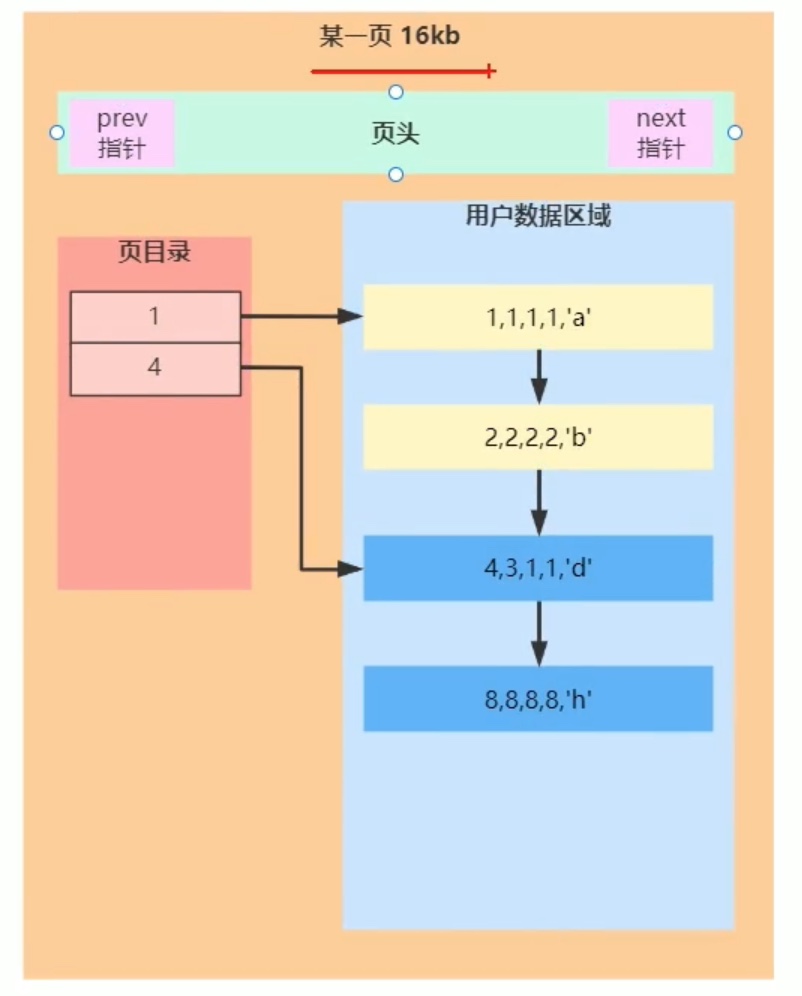 某一页 16kb
prev
指针
页头
next
指针
用户数据区域
页目录
1
4
1,1,1,1,'a'
2,2,2,2,'b'
4,3,1,1,'d'
8,8,8,8,'h'